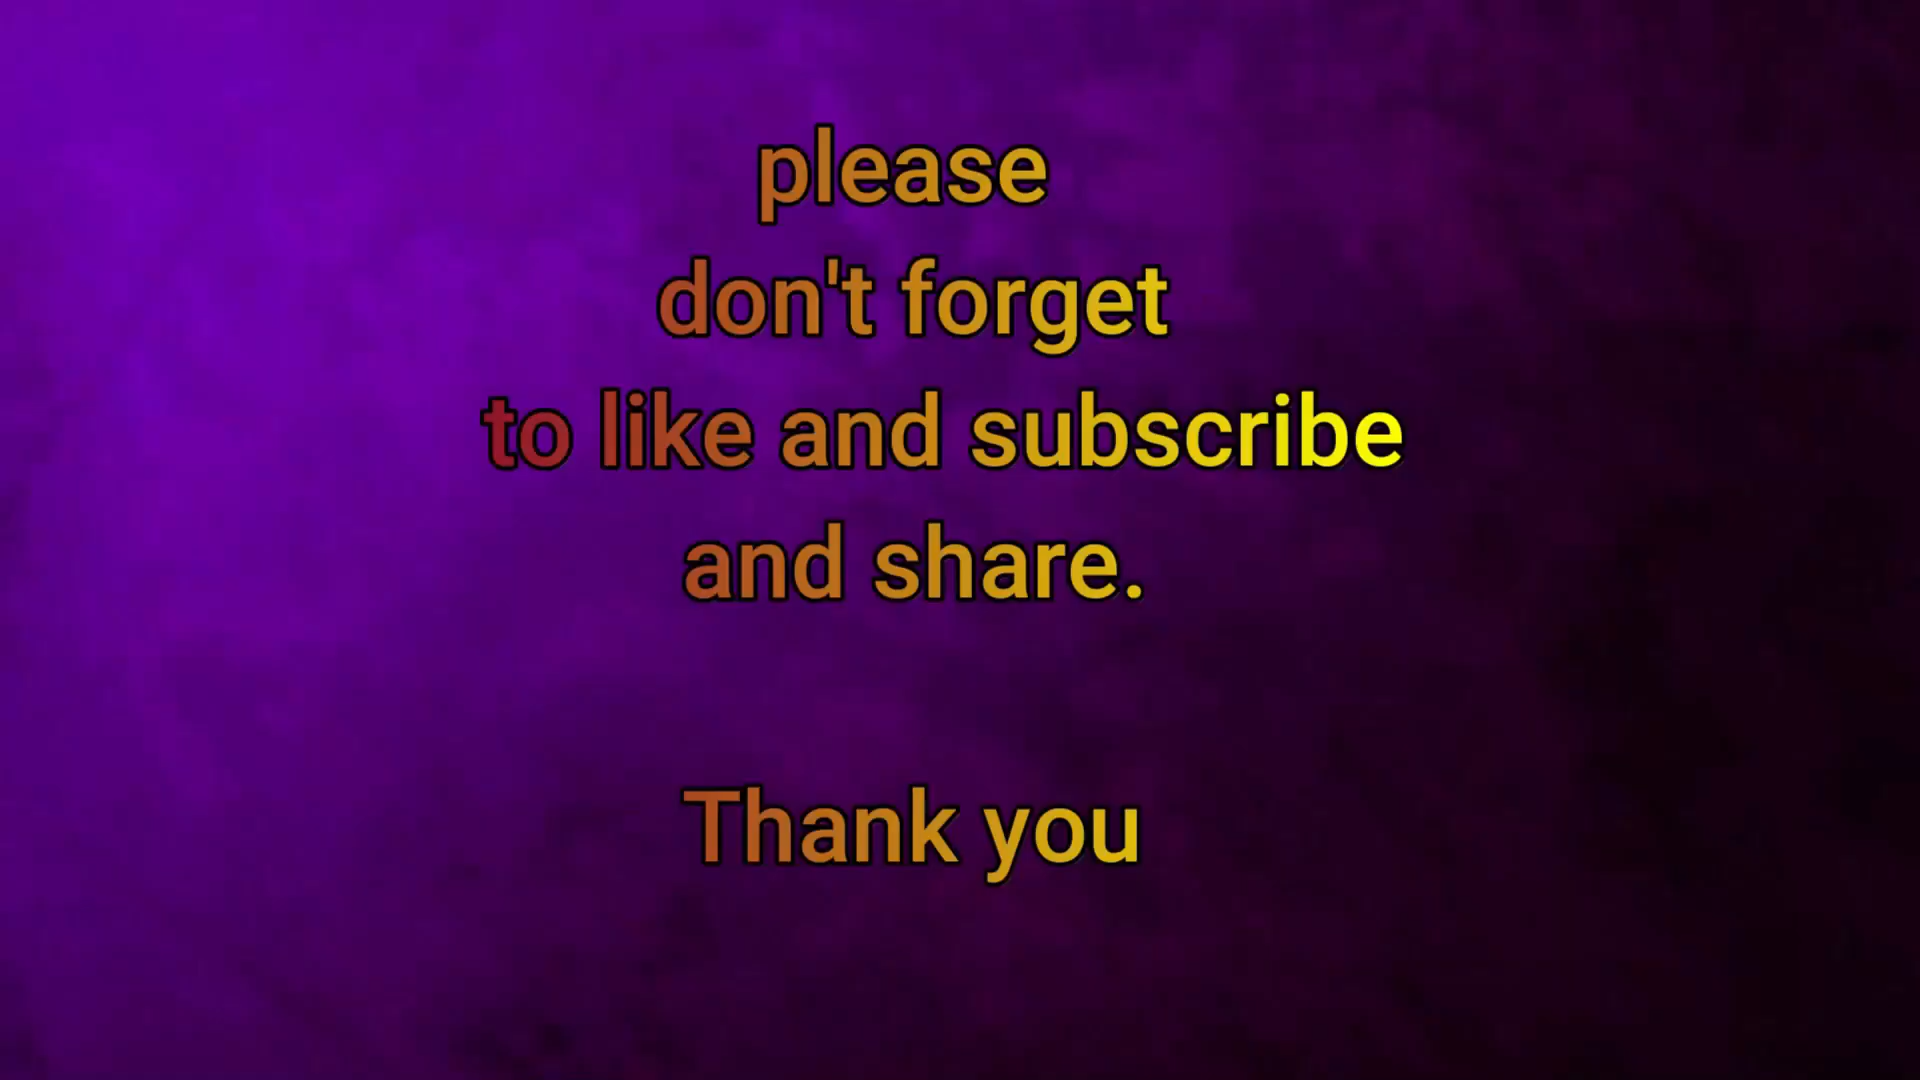 please
don't forget
to like and subscribe
and share.
Thank you